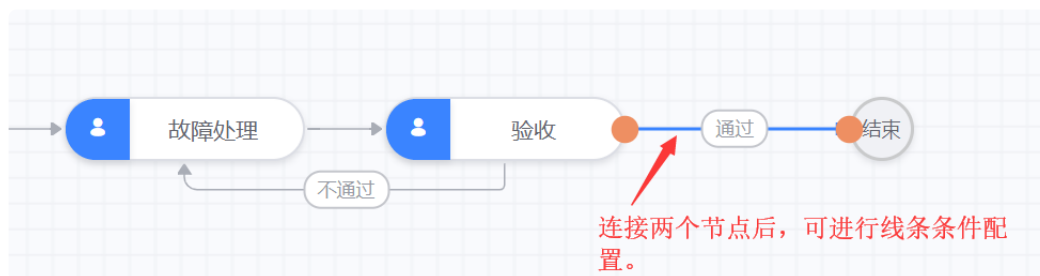 故障处理
验收
通过
结束
不通过
连接两个节点后，可进行线条条件配
置。